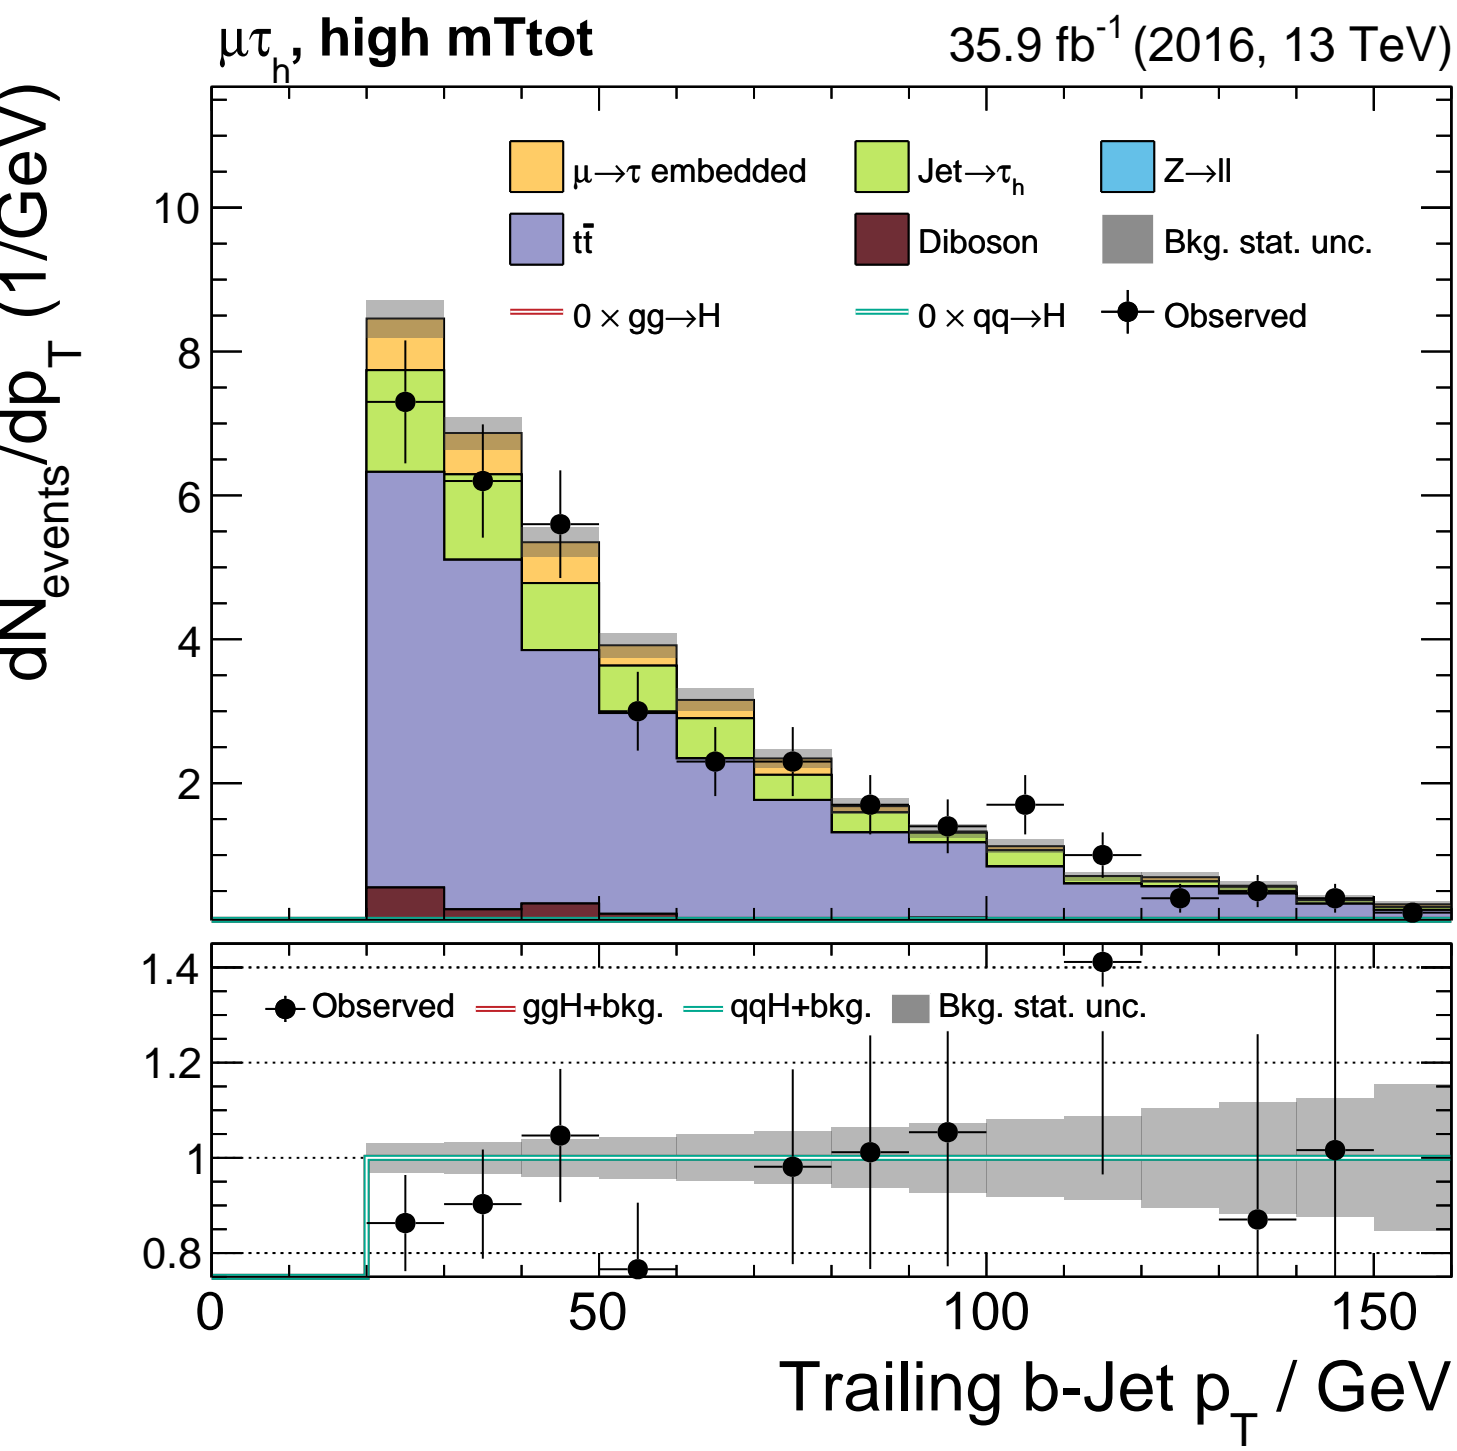 μτh, high mTtot
35.9 fb-1 (2016, 13 TeV)
dNevents/dpT (1/GeV)
10
8
6
4
2
μ→τ embedded
Jet→τh
Z→ll
tt̄
Diboson
Bkg. stat. unc.
0 × gg→H
0 × qq→H
Observed
1.4
1.2
1
0.8
Observed
ggH+bkg.
qqH+bkg.
Bkg. stat. unc.
0
50
100
150
Trailing b-Jet pT / GeV